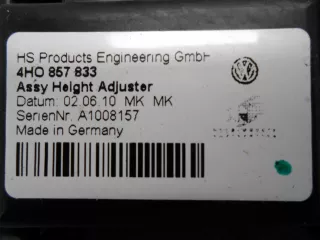 HS Products Engineering GmbH
4H0 857 833
Assy Height Adjuster
Datum: 02.06.10 MK MK
SerienNr. A1008157
Made in Germany